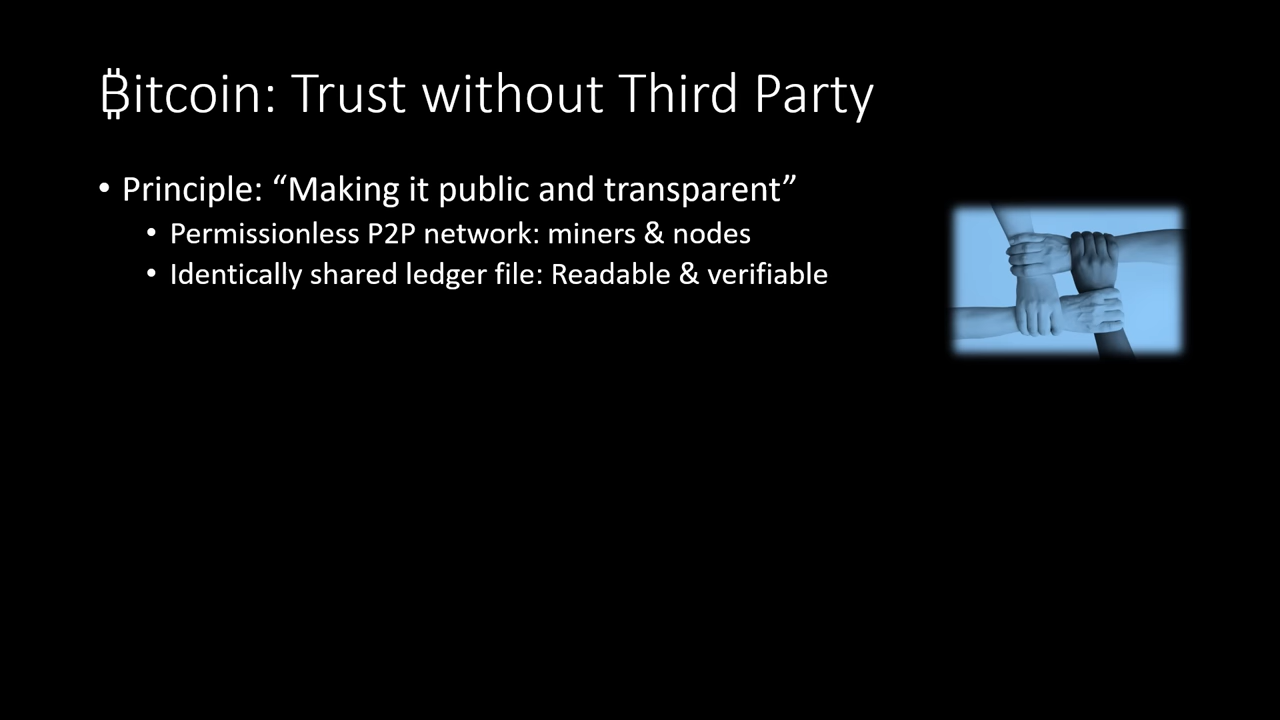 ₿itcoin: Trust without Third Party
• Principle: “Making it public and transparent”
• Permissionless P2P network: miners & nodes
• Identically shared ledger file: Readable & verifiable